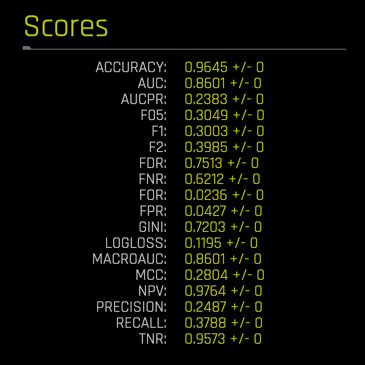 Scores
ACCURACY: 0.9645 +/- 0
AUC: 0.8601 +/- 0
AUCPR: 0.2383 +/- 0
F05: 0.3049 +/- 0
F1: 0.3003 +/- 0
F2: 0.3985 +/- 0
FDR: 0.7513 +/- 0
FNR: 0.6212 +/- 0
FOR: 0.0236 +/- 0
FPR: 0.0427 +/- 0
GINI: 0.7203 +/- 0
LOGLOSS: 0.1195 +/- 0
MACROAUC: 0.8601 +/- 0
MCC: 0.2804 +/- 0
NPV: 0.9764 +/- 0
PRECISION: 0.2487 +/- 0
RECALL: 0.3788 +/- 0
TNR: 0.9573 +/- 0